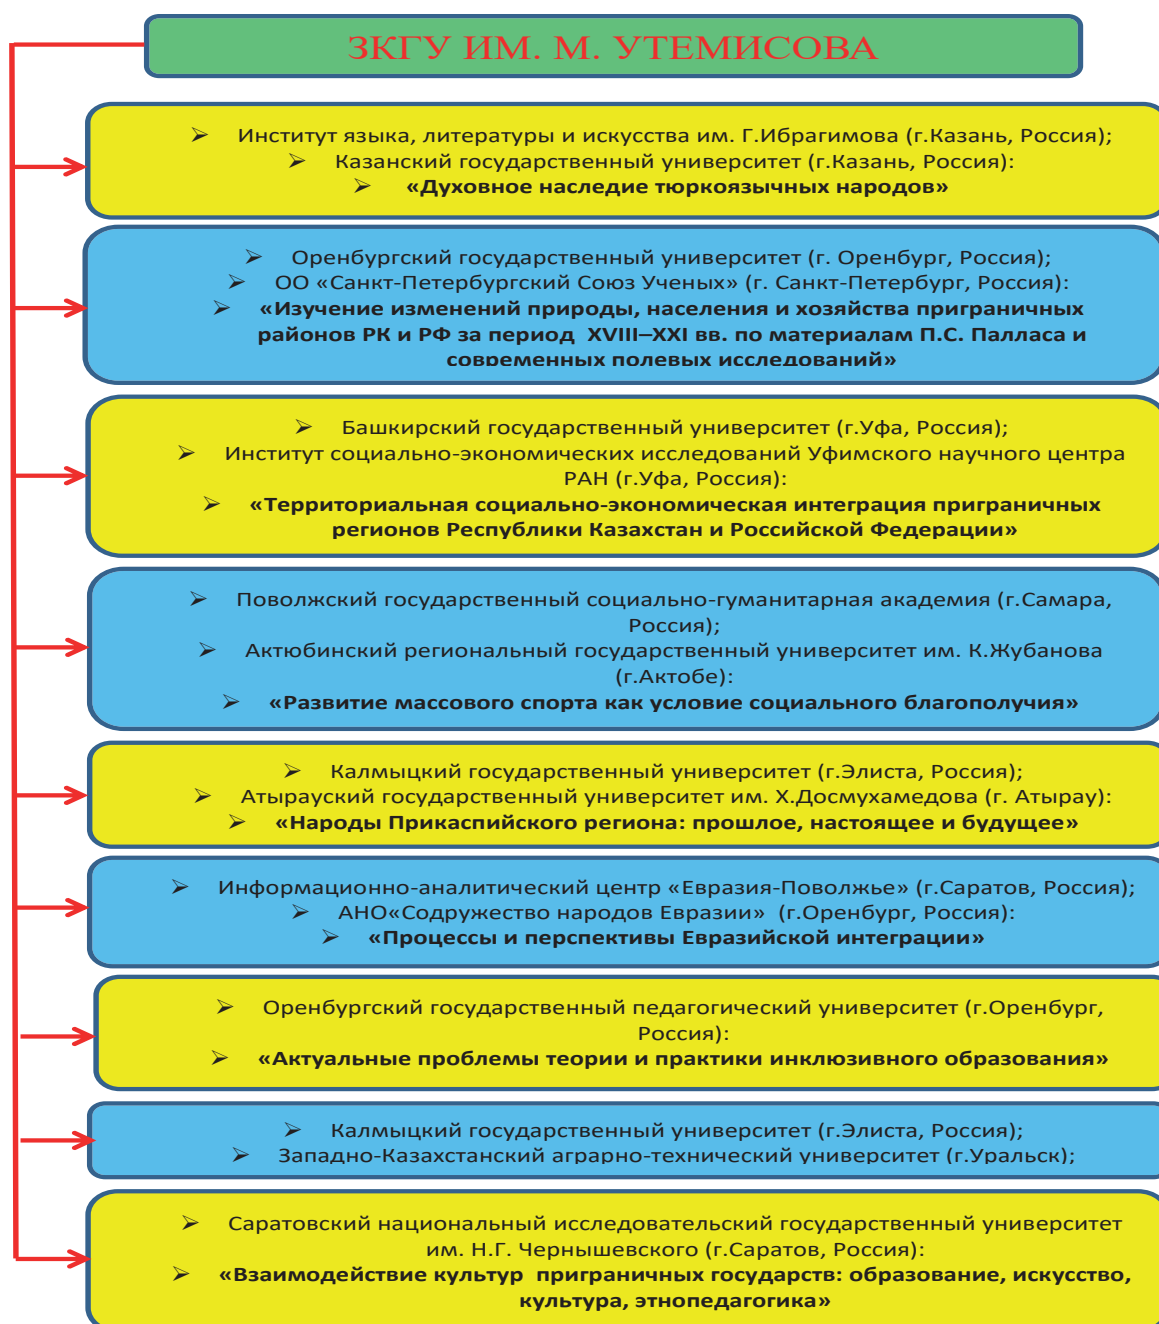 ЗКГУ ИМ. М. УТЕМИСОВА
➢ Институт языка, литературы и искусства им. Г.Ибрагимова (г.Казань, Россия);
➢ Казанский государственный университет (г.Казань, Россия):
➢ «Духовное наследие тюркоязычных народов»
➢ Оренбургский государственный университет (г. Оренбург, Россия);
➢ ОО «Санкт-Петербургский Союз Ученых» (г. Санкт-Петербург, Россия):
➢ «Изучение изменений природы, населения и хозяйства приграничных
районов РК и РФ за период XVIII–XXI вв. по материалам П.С. Палласа и
современных полевых исследований»
➢ Башкирский государственный университет (г.Уфа, Россия);
➢ Институт социально-экономических исследований Уфимского научного центра
РАН (г.Уфа, Россия):
➢ «Территориальная социально-экономическая интеграция приграничных
регионов Республики Казахстан и Российской Федерации»
➢ Поволжский государственный социально-гуманитарная академия (г.Самара,
Россия);
➢ Актюбинский региональный государственный университет им. К.Жубанова
(г.Актобе):
➢ «Развитие массового спорта как условие социального благополучия»
➢ Калмыцкий государственный университет (г.Элиста, Россия);
➢ Атырауский государственный университет им. Х.Досмухамедова (г. Атырау):
➢ «Народы Прикаспийского региона: прошлое, настоящее и будущее»
➢ Информационно-аналитический центр «Евразия-Поволжье» (г.Саратов, Россия);
➢ АНО«Содружество народов Евразии» (г.Оренбург, Россия):
➢ «Процессы и перспективы Евразийской интеграции»
➢ Оренбургский государственный педагогический университет (г.Оренбург,
Россия):
➢ «Актуальные проблемы теории и практики инклюзивного образования»
➢ Калмыцкий государственный университет (г.Элиста, Россия);
➢ Западно-Казахстанский аграрно-технический университет (г.Уральск);
➢ Саратовский национальный исследовательский государственный университет
им. Н.Г. Чернышевского (г.Саратов, Россия):
➢ «Взаимодействие культур приграничных государств: образование, искусство,
культура, этнопедагогика»